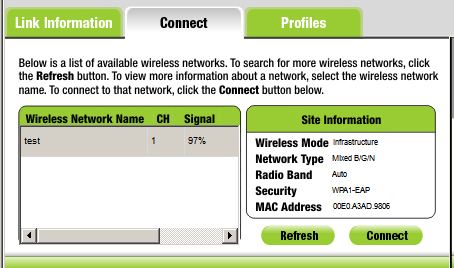 Link Information Connect Profiles
Below is a list of available wireless networks. To search for more wireless networks, click
the Refresh button. To view more information about a network, select the wireless network
name. To connect to that network, click the Connect button below.
Wireless Network Name CH Signal
test 1 97%
Site Information
Wireless Mode Infrastructure
Network Type Mixed B/G/N
Radio Band Auto
Security WPA1-EAP
MAC Address 00E0.A3AD.9806
Refresh Connect